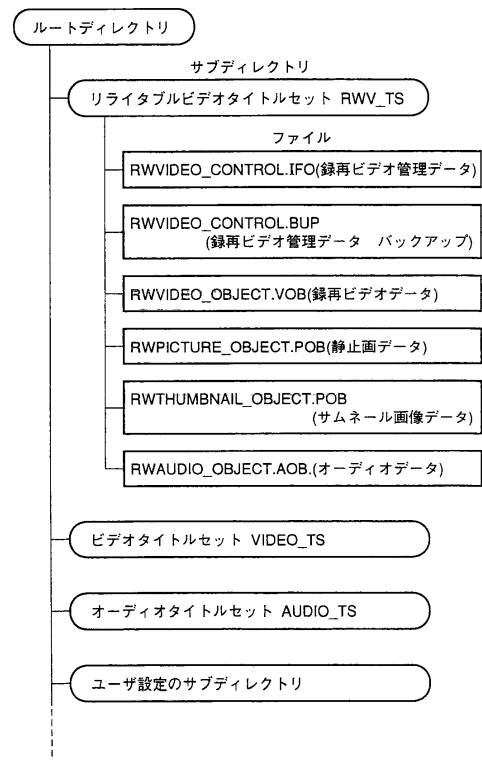 ルートディレクトリ
サブディレクトリ
リライタブルビデオタイトルセット RWV_TS
ファイル
RWVIDEO_CONTROL.IFO(録再ビデオ管理データ)
RWVIDEO_CONTROL.BUP
(録再ビデオ管理データ バックアップ)
RWVIDEO_OBJECT.VOB(録再ビデオデータ)
RWPICTURE_OBJECT.POB(静止画データ)
RWTHUMBNAIL_OBJECT.POB
(サムネール画像データ)
RWAUDIO_OBJECT.AOB.(オーディオデータ)
ビデオタイトルセット VIDEO_TS
オーディオタイトルセット AUDIO_TS
ユーザ設定のサブディレクトリ